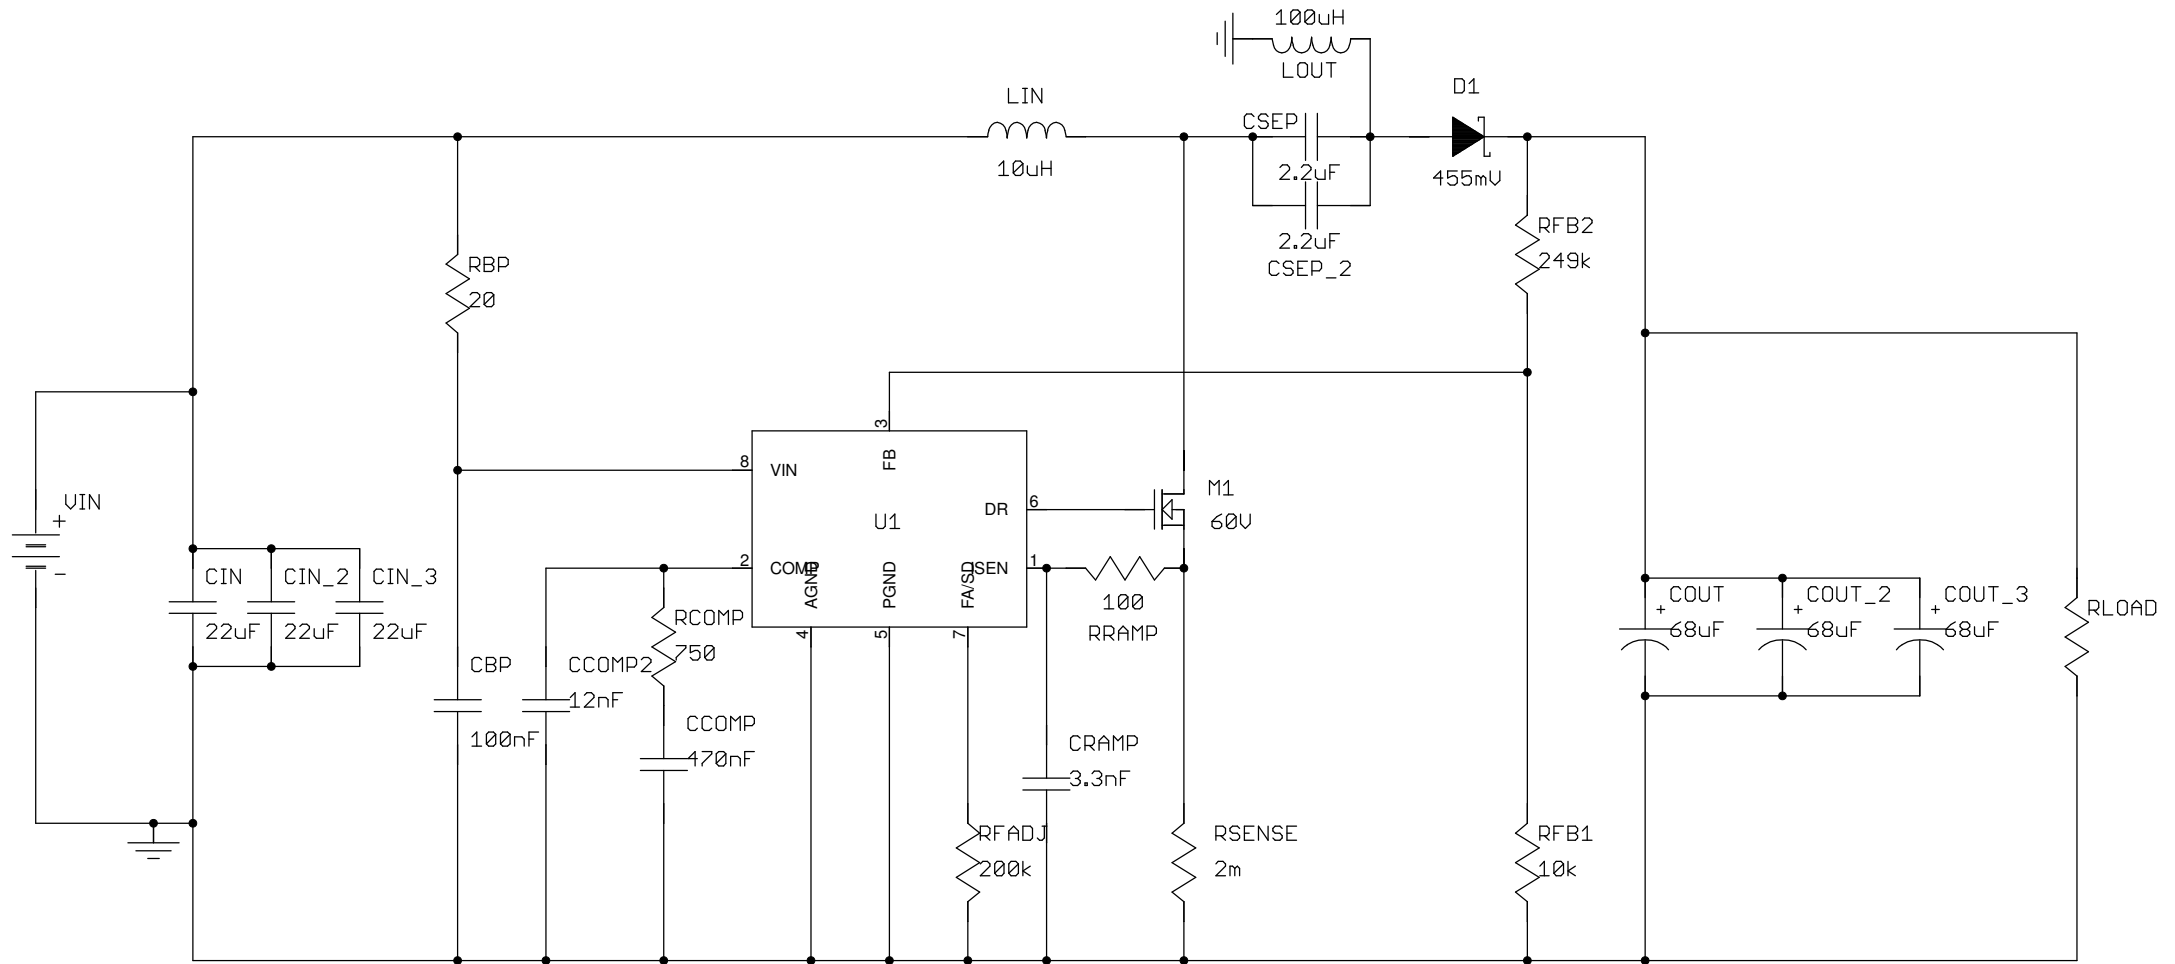 100uH
LOUT
D1
LIN
CSEP
10uH
2.2uF
455mV
RFB2
2.2uF
249k
RBP
CSEP_2
20
3
8
VIN
FB
M1
VIN
+
6
DR
U1
60V
2
COMP
1
ISEN
-
CIN
CIN_2
CIN_3
AGND
PGND
FA/SD
100
COUT
COUT_2
COUT_3
+
+
+
RLOAD
RCOMP
22uF
22uF
22uF
4
5
7
RRAMP
68uF
68uF
68uF
750
CBP
CCOMP2
12nF
CCOMP
100nF
470nF
CRAMP
3.3nF
RFADJ
RSENSE
RFB1
200k
2m
10k